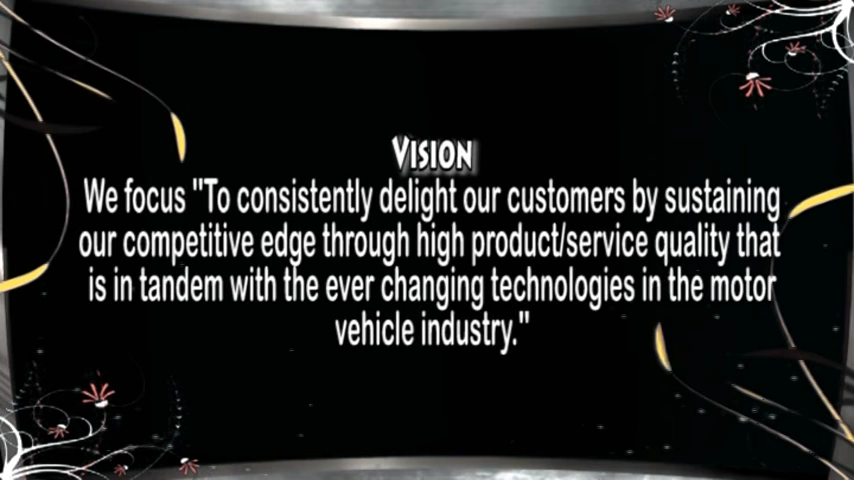 VISION
We focus "To consistently delight our customers by sustaining
our competitive edge through high product/service quality that
is in tandem with the ever changing technologies in the motor
vehicle industry."